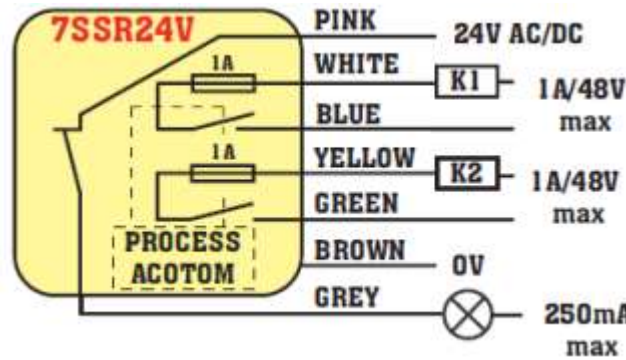 7SSR24V
PINK
24V AC/DC
1A
WHITE
K1
1A/48V
max
BLUE
1A
YELLOW
K2
1A/48V
max
GREEN
PROCESS
ACOTOM
BROWN
0V
GREY
250mA
max